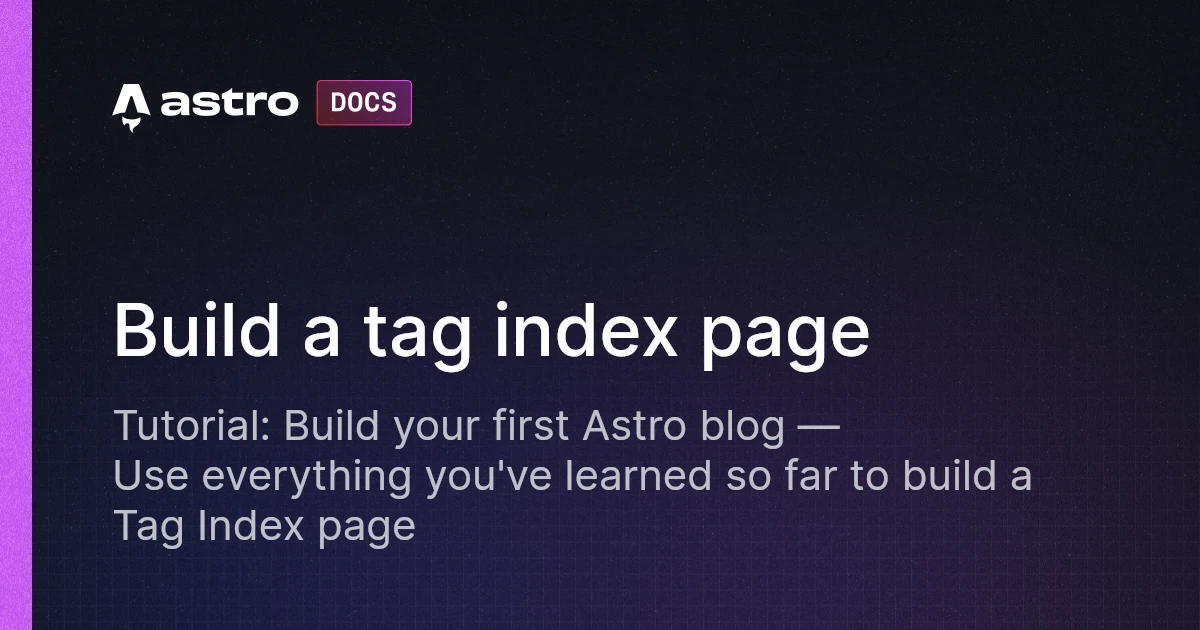 astro DOCS
Build a tag index page
Tutorial: Build your first Astro blog —
Use everything you've learned so far to build a
Tag Index page